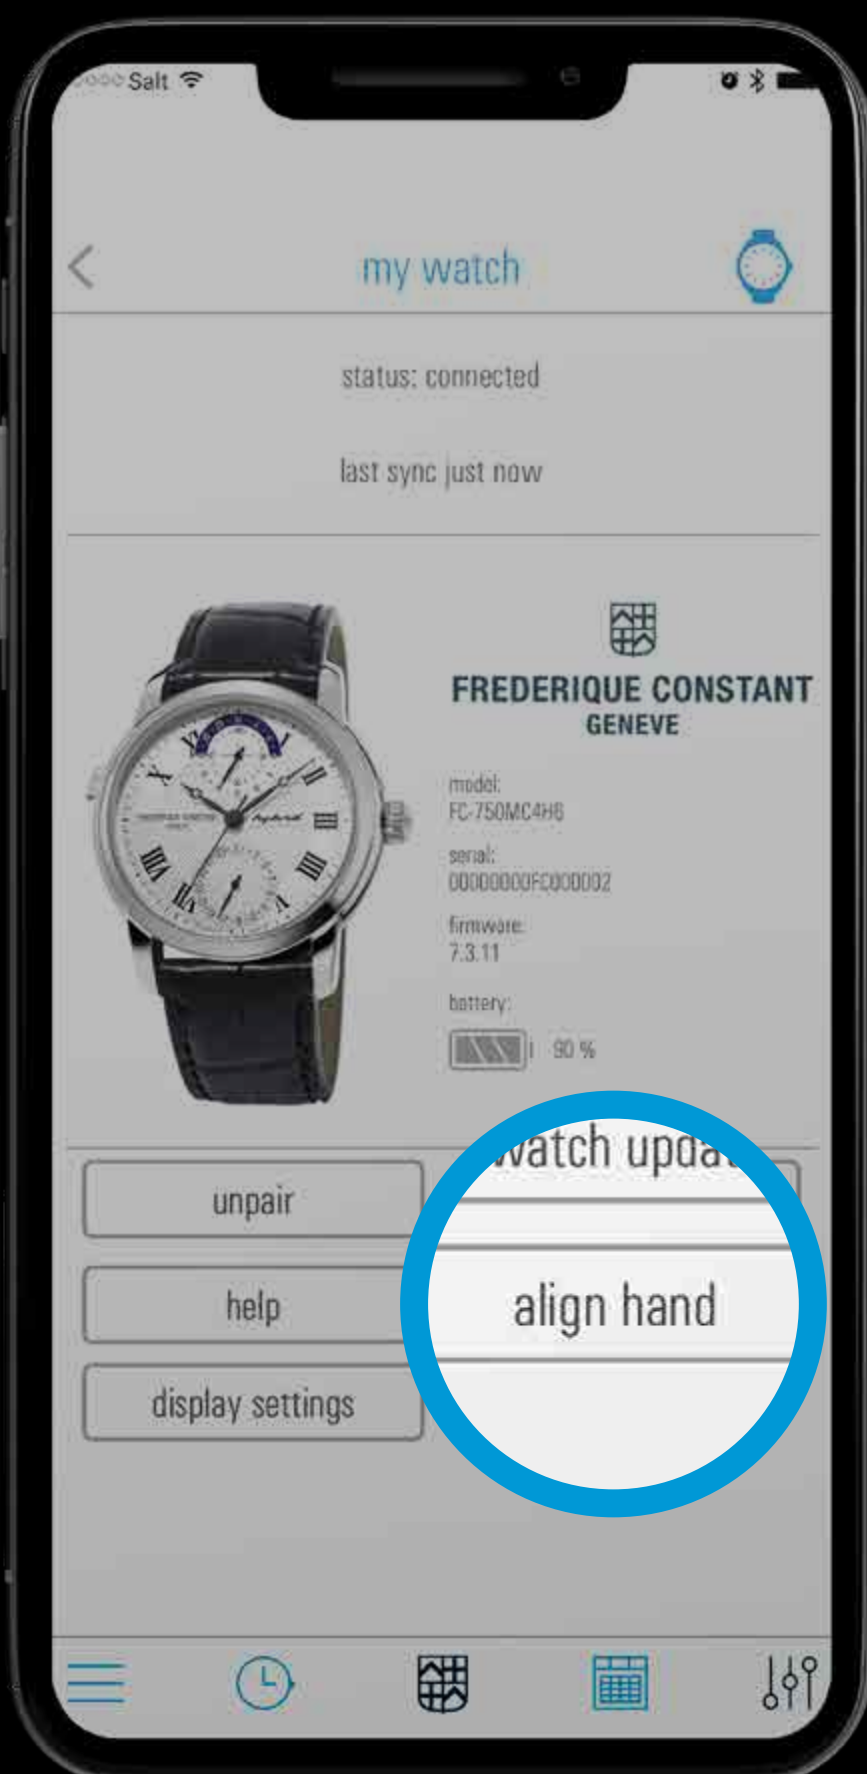 Salt
my watch
status: connected
last sync just now
FREDERIQUE CONSTANT
GENEVE
model:
FC-750MC4H6
serial:
00000000FC000002
firmware:
7.3.11
battery:
90 %
hybrid
unpair
watch upda
help
align hand
display settings